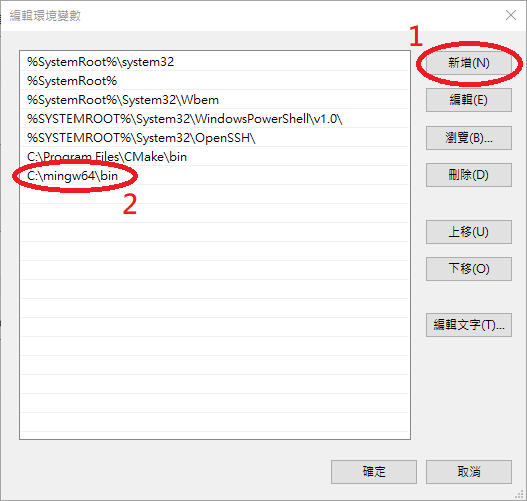 編輯環境變數
1
%SystemRoot%\system32
新增(N)
%SystemRoot%
%SystemRoot%\System32\Wbem
編輯(E)
%SYSTEMROOT%\System32\WindowsPowerShell\v1.0\
%SYSTEMROOT%\System32\OpenSSH\
瀏覽(B)...
C:\Program Files\CMake\bin
C:\mingw64\bin
刪除(D)
2
上移(U)
下移(O)
編輯文字(T)...
確定
取消